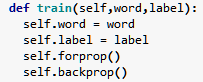 def train(self,word,label):
  self.word = word
  self.label = label
  self.forprop()
  self.backprop()